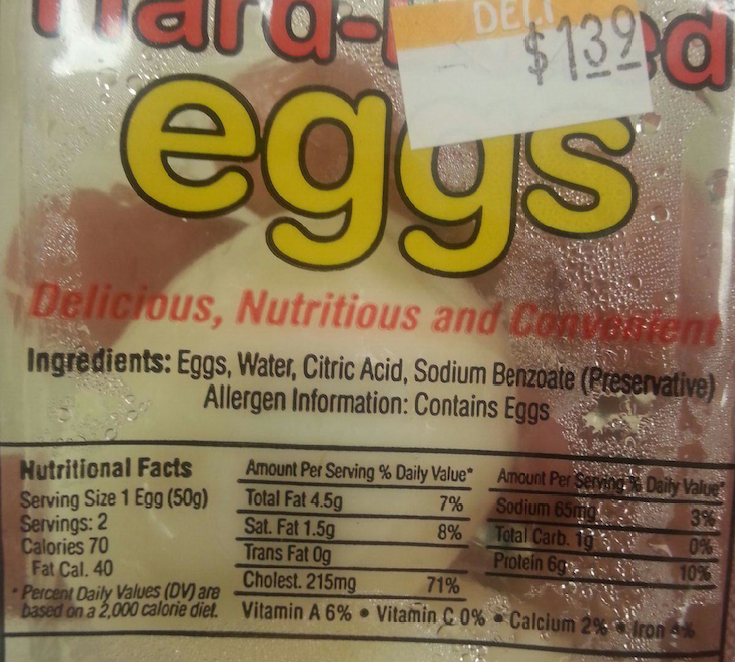 DELI
$1.39
eggs
Delicious, Nutritious and Convenient
Ingredients: Eggs, Water, Citric Acid, Sodium Benzoate (Preservative)
Allergen Information: Contains Eggs
Nutritional Facts
Serving Size 1 Egg (50g)
Servings: 2
Calories 70
Fat Cal. 40
* Percent Daily Values (DV) are
based on a 2,000 calorie diet.
Amount Per Serving % Daily Value*
Total Fat 4.5g 7%
Sat. Fat 1.5g 8%
Trans Fat 0g
Cholest. 215mg 71%
Amount Per Serving % Daily Value*
Sodium 65mg 3%
Total Carb. 1g 0%
Protein 6g 10%
Vitamin A 6% • Vitamin C 0% • Calcium 2% • Iron